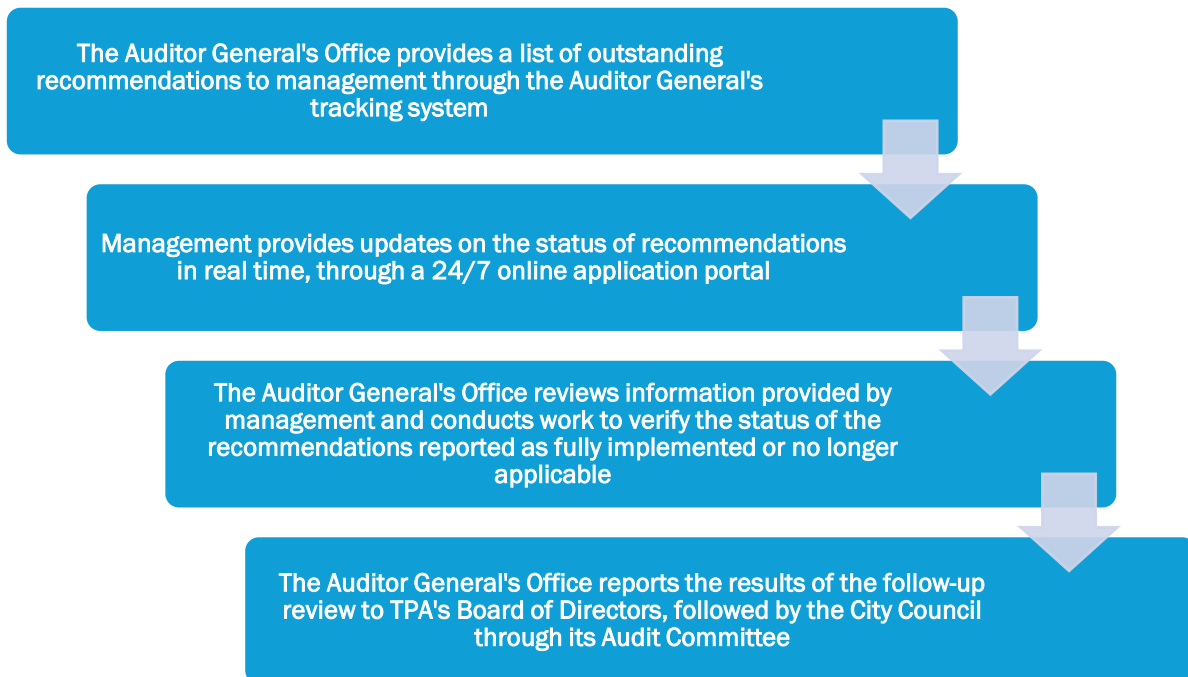 The Auditor General's Office provides a list of outstanding
recommendations to management through the Auditor General's
tracking system
Management provides updates on the status of recommendations
in real time, through a 24/7 online application portal
The Auditor General's Office reviews information provided by
management and conducts work to verify the status of the
recommendations reported as fully implemented or no longer
applicable
The Auditor General's Office reports the results of the follow-up
review to TPA's Board of Directors, followed by the City Council
through its Audit Committee